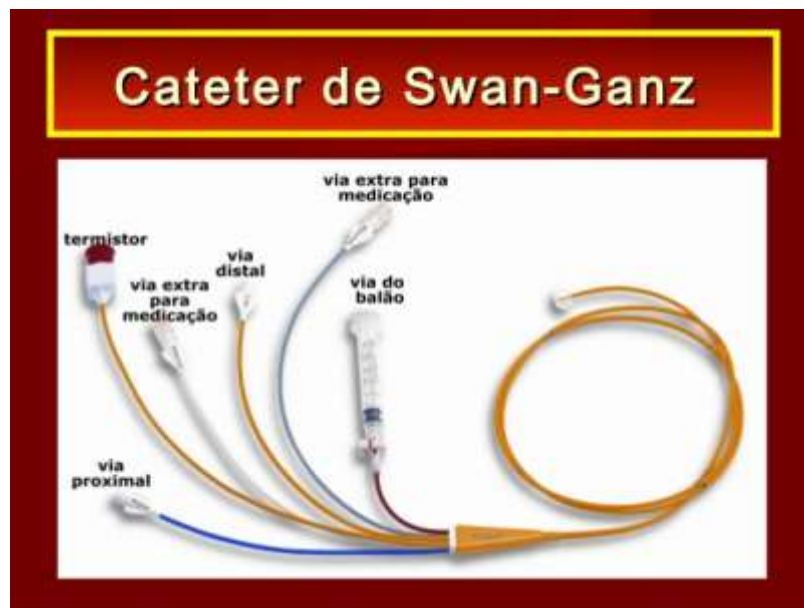 Cateter de Swan-Ganz
via extra para
medicação
termistor
via
distal
via extra
para
medicação
via do
balão
via
proximal